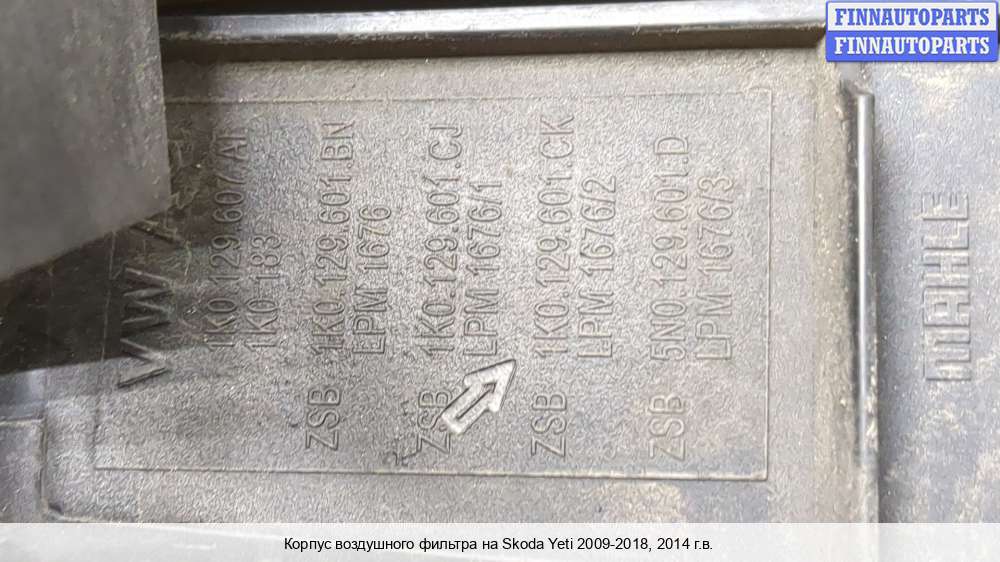 FINNAUTOPARTS
FINNAUTOPARTS
VW
1K0.129.607.AF
1K0 183
ZSB 1K0.129.601.BN
LPM 1676
ZSB 1K0.129.601.CJ
LPM 1676/1
ZSB 1K0.129.601.CK
LPM 1676/2
ZSB 5N0.129.601.D
LPM 1676/3
MAHLE
Корпус воздушного фильтра на Skoda Yeti 2009-2018, 2014 г.в.